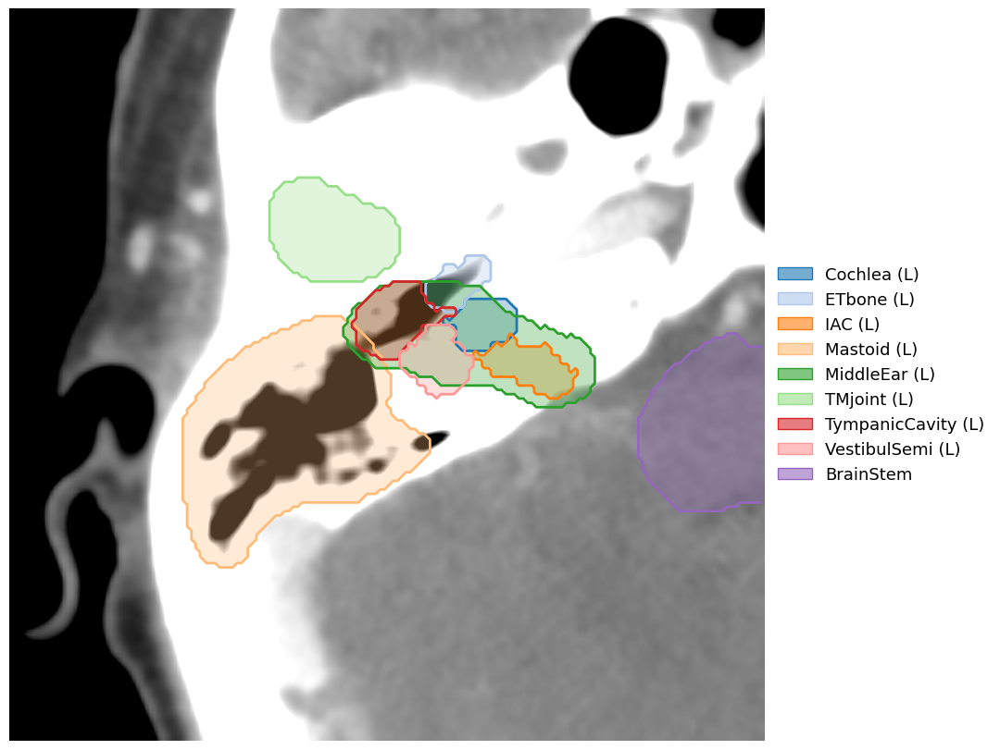 Cochlea (L)
ETbone (L)
IAC (L)
Mastoid (L)
MiddleEar (L)
TMjoint (L)
TympanicCavity (L)
VestibulSemi (L)
BrainStem